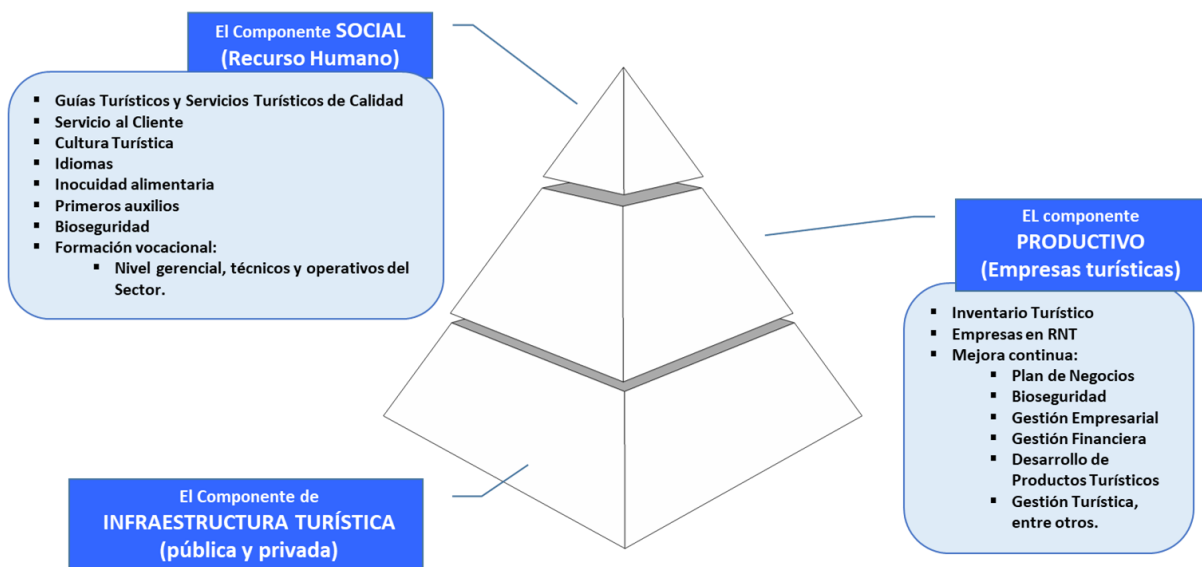 El Componente SOCIAL
(Recurso Humano)
▪ Guías Turísticos y Servicios Turísticos de Calidad
▪ Servicio al Cliente
▪ Cultura Turística
▪ Idiomas
▪ Inocuidad alimentaria
▪ Primeros auxilios
▪ Bioseguridad
▪ Formación vocacional:
▪ Nivel gerencial, técnicos y operativos del
Sector.
EL componente
PRODUCTIVO
(Empresas turísticas)
▪ Inventario Turístico
▪ Empresas en RNT
▪ Mejora continua:
▪ Plan de Negocios
▪ Bioseguridad
▪ Gestión Empresarial
▪ Gestión Financiera
▪ Desarrollo de
Productos Turísticos
▪ Gestión Turística,
entre otros.
El Componente de
INFRAESTRUCTURA TURÍSTICA
(pública y privada)